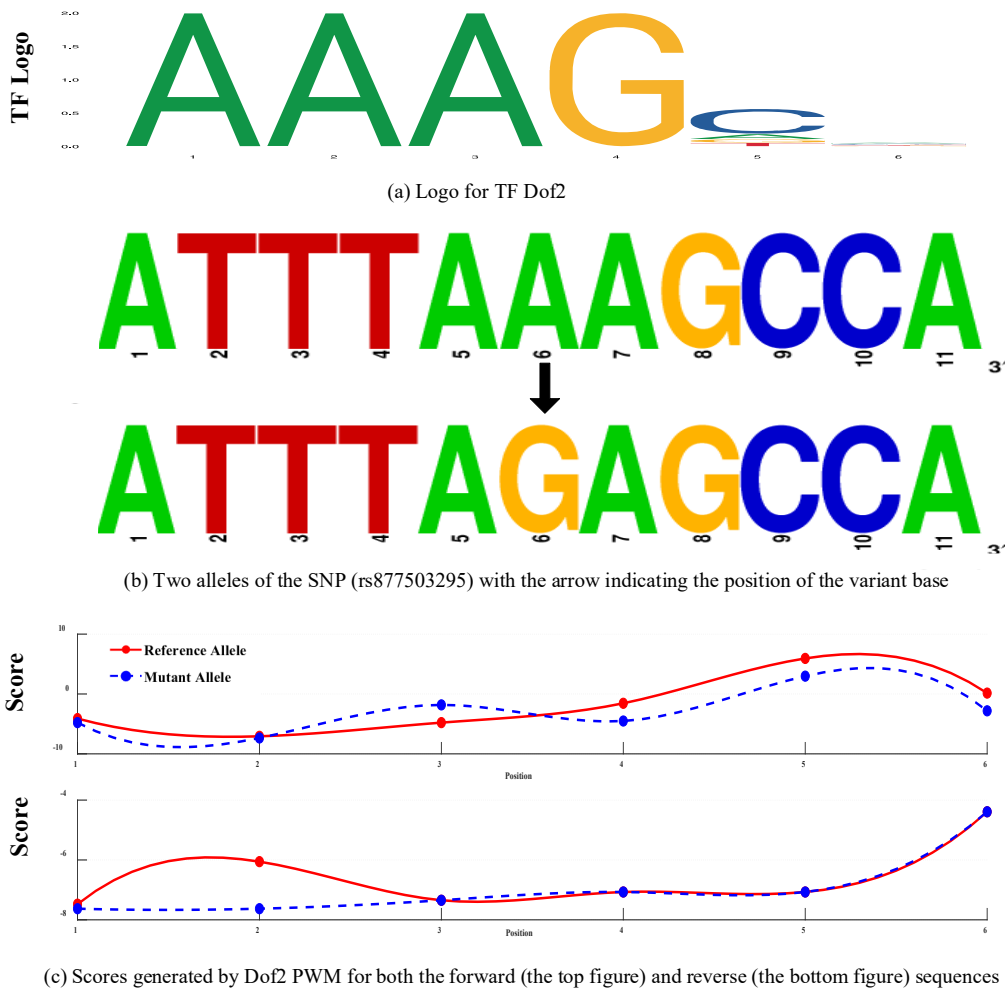 TF Logo
2.0
1.5
1.0
0.5
0.0
AAAGC
1 2 3 4 5 6
(a) Logo for TF Dof2
ATTTAAAGCCA
1 2 3 4 5 6 7 8 9 10 11
3'
ATTTAGAGCCA
1 2 3 4 5 6 7 8 9 10 11
3'
(b) Two alleles of the SNP (rs877503295) with the arrow indicating the position of the variant base
Score
10
0
-10
Reference Allele
Mutant Allele
1 2 3 4 5 6
Position
Score
-4
-6
-8
1 2 3 4 5 6
Position
(c) Scores generated by Dof2 PWM for both the forward (the top figure) and reverse (the bottom figure) sequences